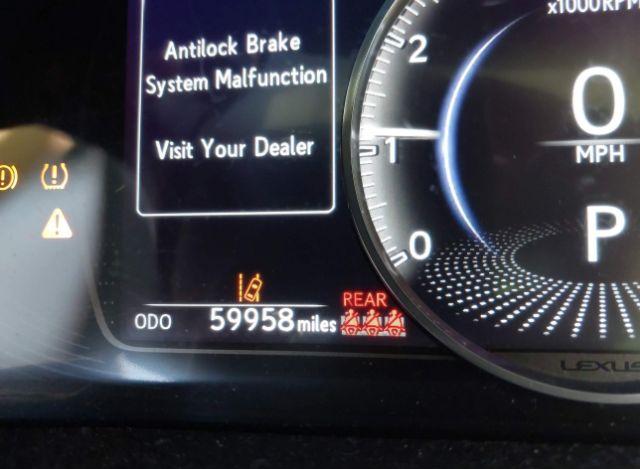 x1000RPM
Antilock Brake
System Malfunction
Visit Your Dealer
2
1
0
0
MPH
P
REAR
ODO 59958 miles
LEXUS